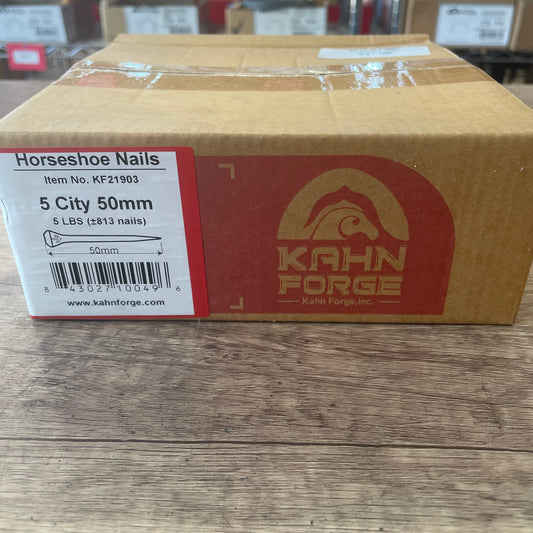 Horseshoe Nails
Item No. KF21903
5 City 50mm
5 LBS (±813 nails)
50mm
8 43027 10049 6
www.kahnforge.com
KAHN
FORGE
Kahn Forge, Inc.